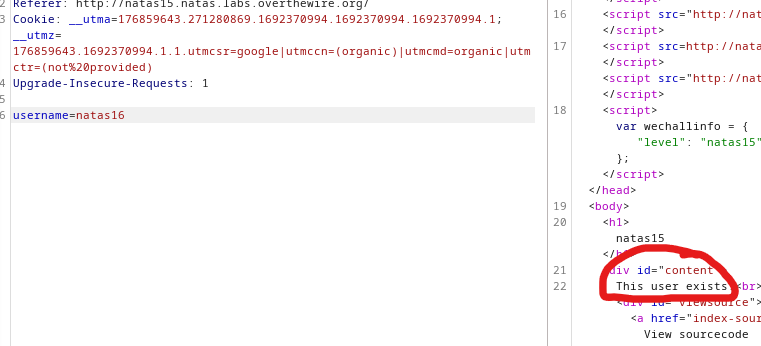 2 Referer: http://natas15.natas.labs.overthewire.org/
3 Cookie: __utma=176859643.271280869.1692370994.1692370994.1692370994.1;
__utmz=
176859643.1692370994.1.1.utmcsr=google|utmccn=(organic)|utmcmd=organic|utm
ctr=(not%20provided)
4 Upgrade-Insecure-Requests: 1
5
6 username=natas16
</script>
16 <script src="http://nat
</script>
17 <script src=http://nata
</script>
<script src="http://nat
</script>
18 <script>
var wechallinfo = {
"level": "natas15"
};
</script>
</head>
19 <body>
20 <h1>
natas15
21 div id="content
22 This user exists <br>
<div id="viewsource">
<a href="index-sour
View sourcecode